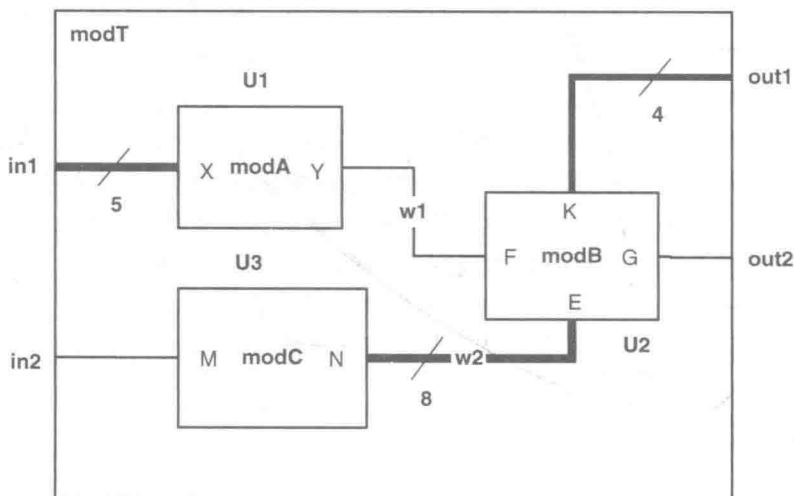 modT
U1
out1
4
in1
X modA Y
5
w1
K
U3
F modB G
out2
E
in2
M modC N
w2
U2
8